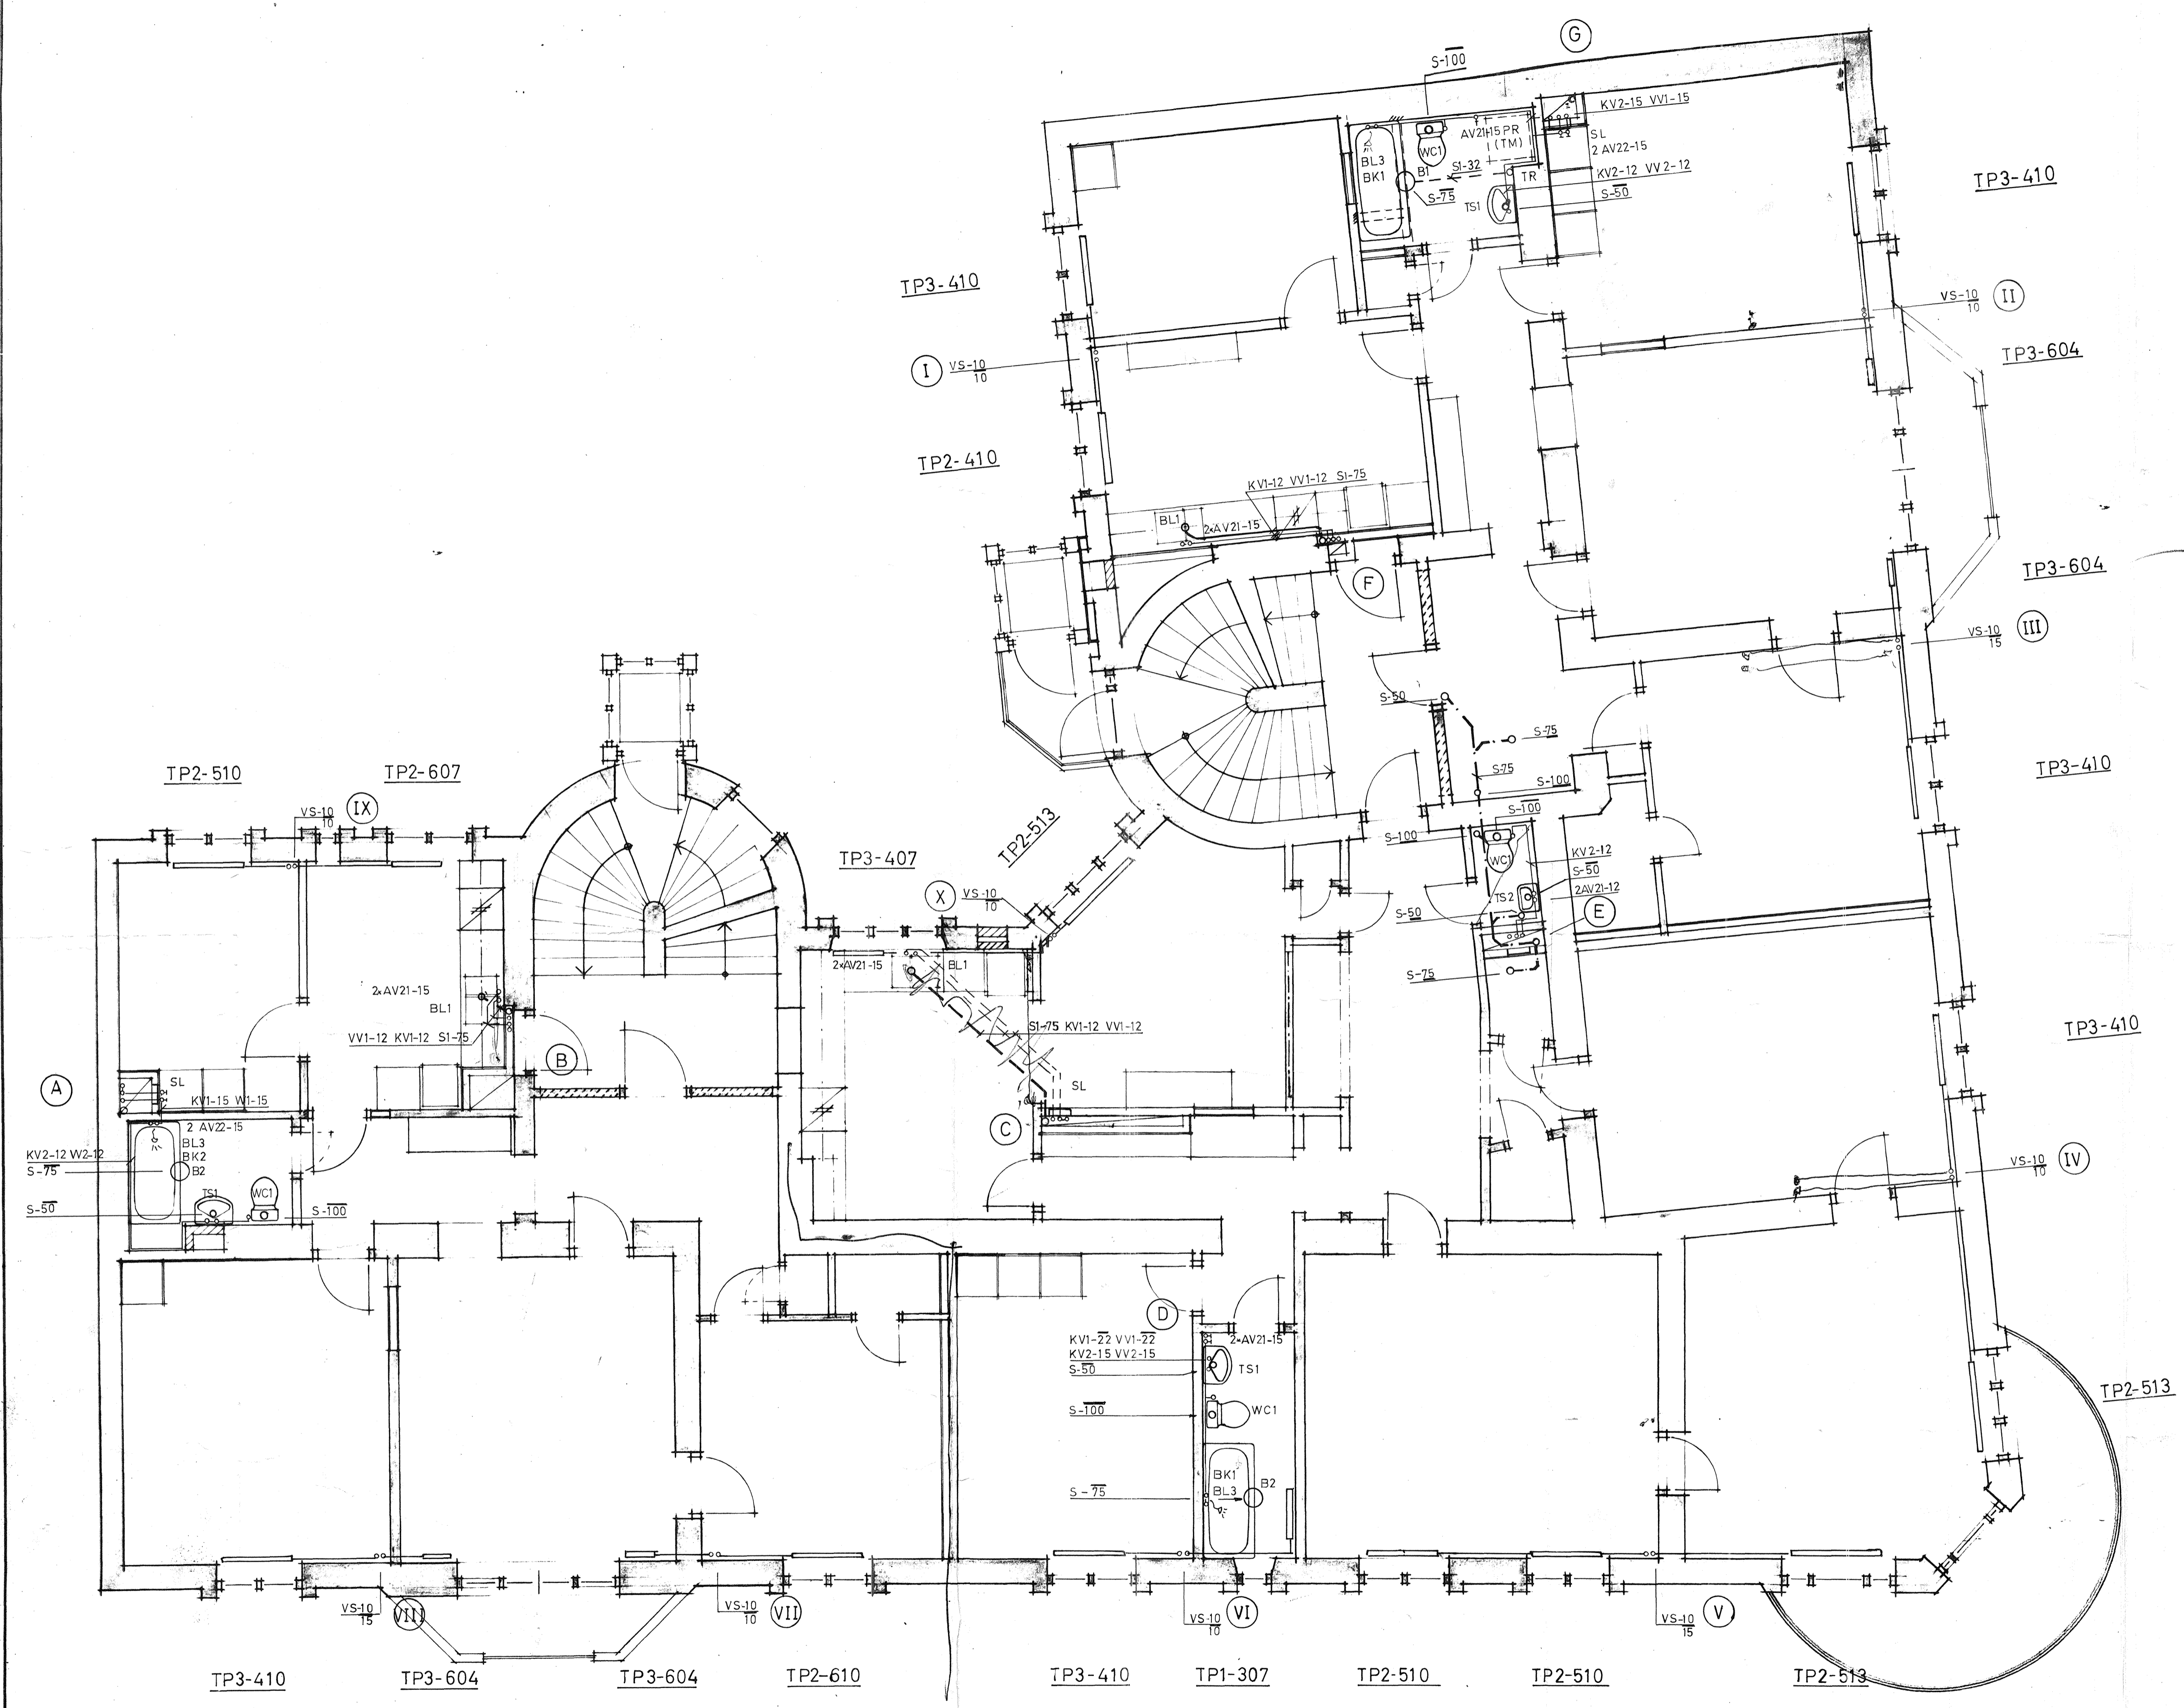 G
S-100
KV2-15 VV1-15
AV21-15 PR
(TM)
SL
2 AV22-15
WC1
BL3
BK1
B1
S1-32
TR
KV2-12 VV2-12
S-75
TS1
S-50
TP3-410
TP3-410
VS-10
10
II
TP3-604
I
VS-10
10
TP2-410
KV1-12 VV1-12 S1-75
BL1
2xAV21-15
F
TP3-604
VS-10
15
III
S-50
S-75
S-75
S-100
TP3-410
TP2-510
TP2-607
VS-10
10
IX
TP2-513
TP3-407
S-100
S-100
WC1
KV2-12
S-50
2AV21-12
TS2
S-50
E
X
VS-10
10
2xAV21-15
BL1
S-75
2xAV21-15
BL1
VV1-12 KV1-12 S1-75
S1-75 KV1-12 VV1-12
TP3-410
B
A
SL
KV1-15 W1-15
SL
C
2 AV22-15
BL3
BK2
B2
KV2-12 W2-12
S-75
TS1
WC1
S-50
S-100
VS-10
10
IV
D
KV1-22 VV1-22
KV2-15 VV2-15
S-50
2xAV21-15
TS1
S-100
WC1
TP2-513
BK1
BL3
B2
S-75
VS-10
15
VIII
VS-10
10
VII
VS-10
10
VI
VS-10
15
V
TP3-410
TP3-604
TP3-604
TP2-610
TP3-410
TP1-307
TP2-510
TP2-510
TP2-513